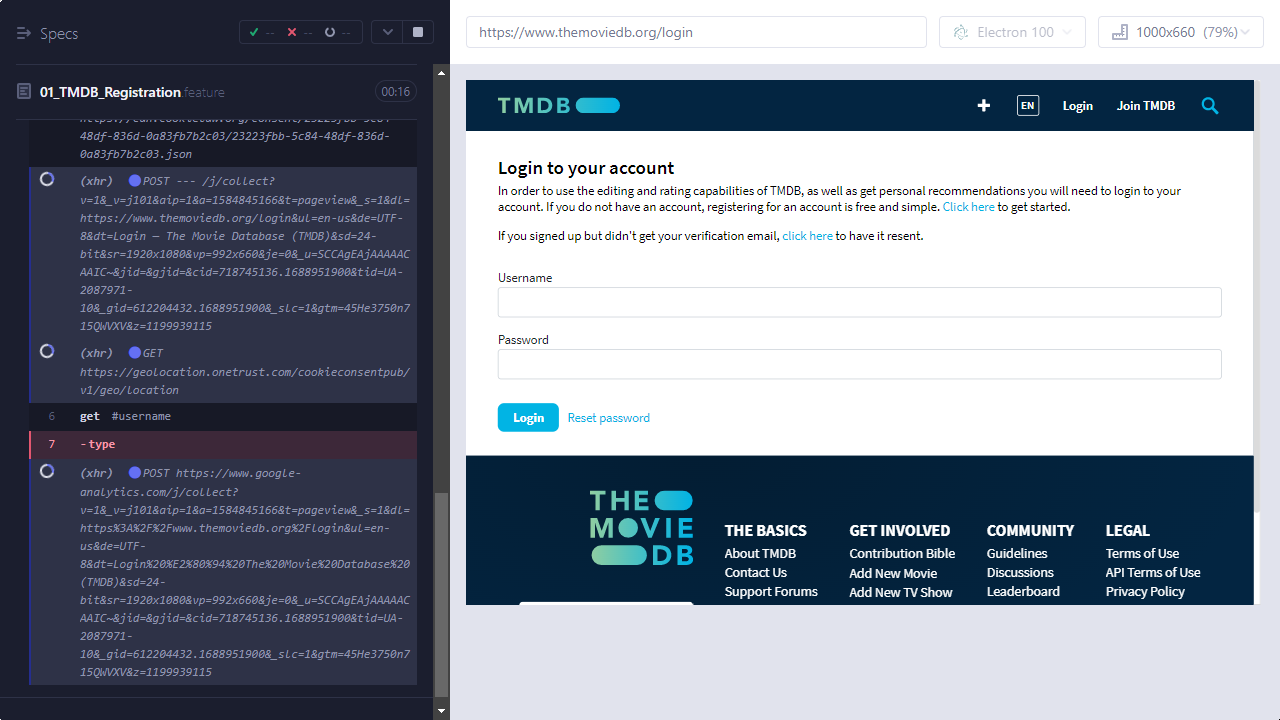 Specs
-- -- --
01_TMDB_Registration.feature
00:16
48df-836d-0a83fb7b2c03/23223fbb-5c84-48df-836d-
0a83fb7b2c03.json
(xhr) POST --- /j/collect?
v=1&_v=j101&aip=1&a=1584845166&t=pageview&_s=1&dl=
https://www.themoviedb.org/login&ul=en-us&de=UTF-
8&dt=Login — The Movie Database (TMDB)&sd=24-
bit&sr=1920x1080&vp=992x660&je=0&_u=SCCAgEAjAAAAAC
AAIC~&jid=&gjid=&cid=718745136.1688951900&tid=UA-
2087971-
10&_gid=612204432.1688951900&_slc=1&gtm=45He3750n7
15QWVXV&z=1199939115
(xhr) GET
https://geolocation.onetrust.com/cookieconsentpub/
v1/geo/location
6 get #username
7 -type
(xhr) POST https://www.google-
analytics.com/j/collect?
v=1&_v=j101&aip=1&a=1584845166&t=pageview&_s=1&dl=
https%3A%2F%2Fwww.themoviedb.org%2Flogin&ul=en-
us&de=UTF-
8&dt=Login%20%E2%80%94%20The%20Movie%20Database%20
(TMDB)&sd=24-
bit&sr=1920x1080&vp=992x660&je=0&_u=SCCAgEAjAAAAAC
AAIC~&jid=&gjid=&cid=718745136.1688951900&tid=UA-
2087971-
10&_gid=612204432.1688951900&_slc=1&gtm=45He3750n7
15QWVXV&z=1199939115
https://www.themoviedb.org/login
Electron 100
1000x660 (79%)
TMDB
+ EN Login Join TMDB
Login to your account
In order to use the editing and rating capabilities of TMDB, as well as get personal recommendations you will need to login to your
account. If you do not have an account, registering for an account is free and simple. Click here to get started.
If you signed up but didn't get your verification email, click here to have it resent.
Username
Password
Login Reset password
THE
MOVIE
DB
THE BASICS
About TMDB
Contact Us
Support Forums
GET INVOLVED
Contribution Bible
Add New Movie
Add New TV Show
COMMUNITY
Guidelines
Discussions
Leaderboard
LEGAL
Terms of Use
API Terms of Use
Privacy Policy